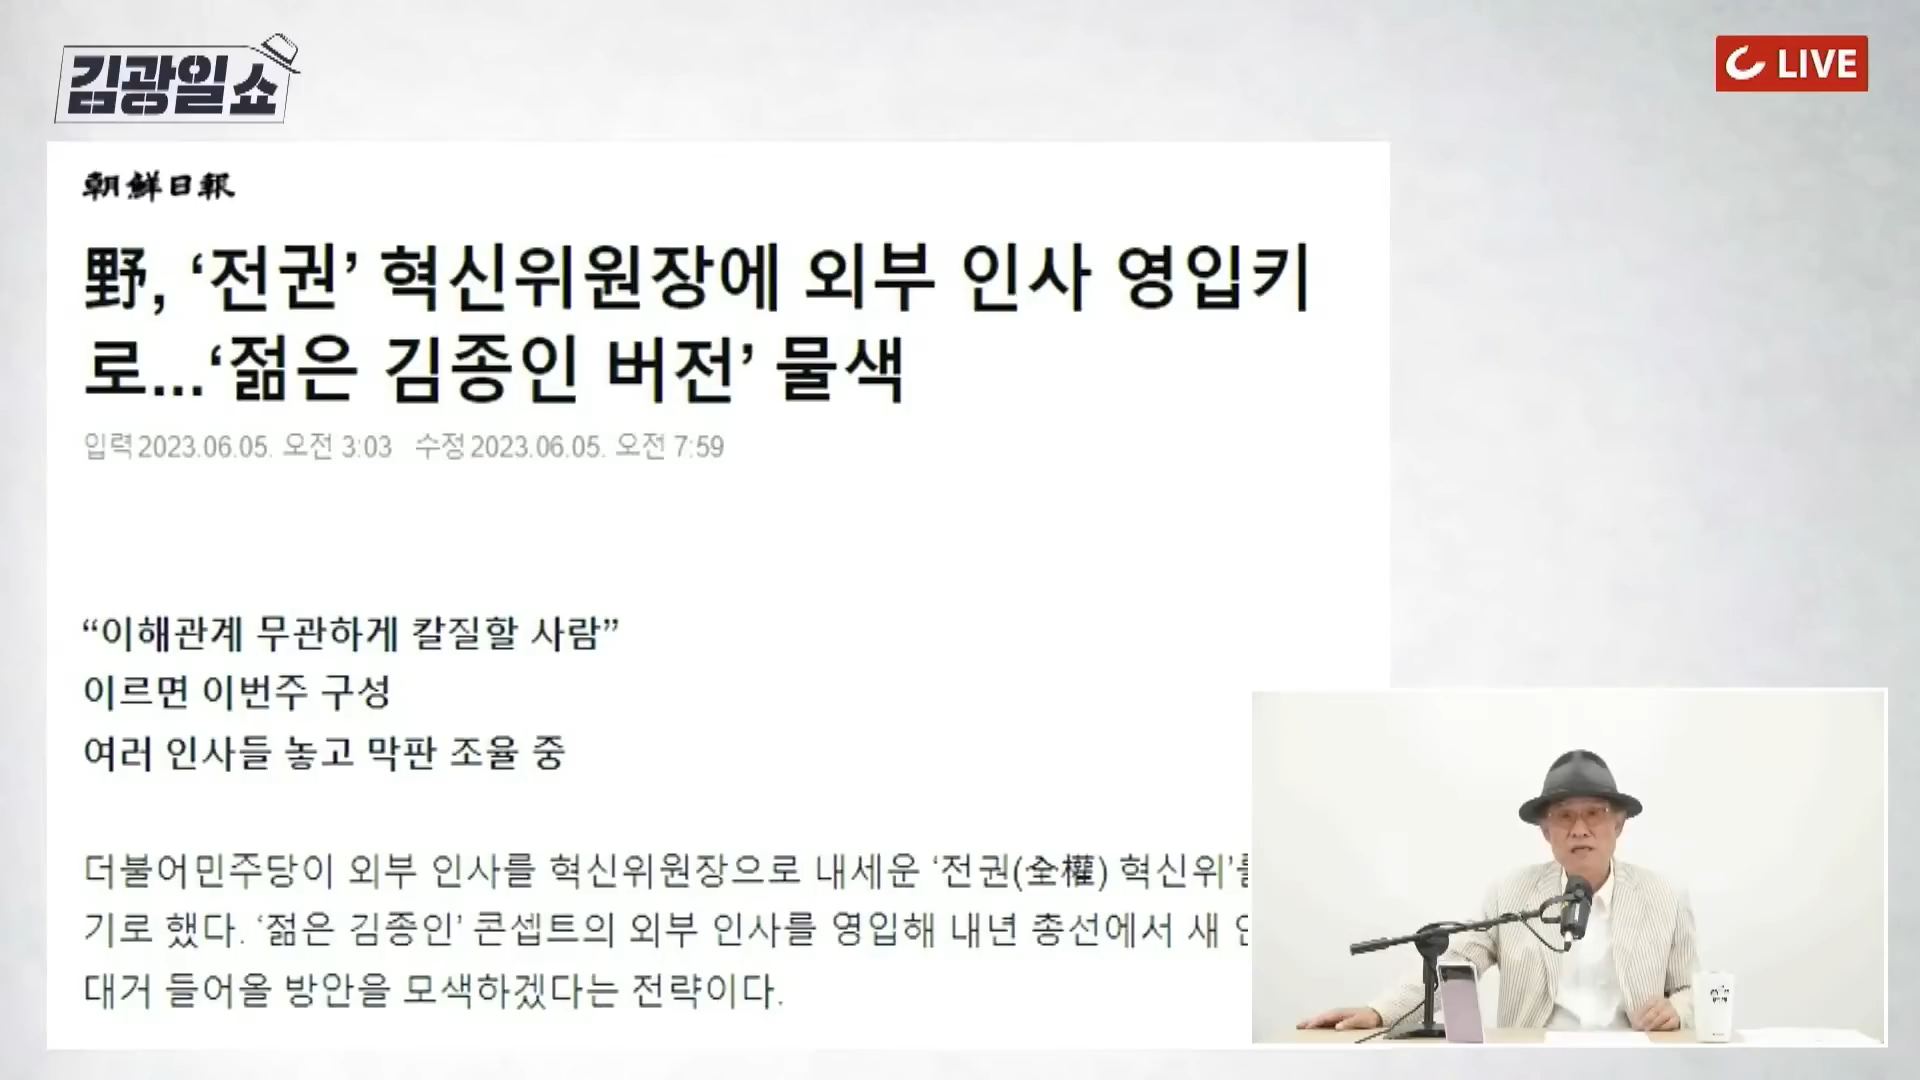 김광일쇼
LIVE
朝鮮日報
野, ‘전권’ 혁신위원장에 외부 인사 영입키
로...‘젊은 김종인 버전’ 물색
입력 2023.06.05. 오전 3:03 수정 2023.06.05. 오전 7:59
“이해관계 무관하게 칼질할 사람”
이르면 이번주 구성
여러 인사들 놓고 막판 조율 중
더불어민주당이 외부 인사를 혁신위원장으로 내세운 ‘전권(全權) 혁신위’를
기로 했다. ‘젊은 김종인’ 콘셉트의 외부 인사를 영입해 내년 총선에서 새
대거 들어올 방안을 모색하겠다는 전략이다.